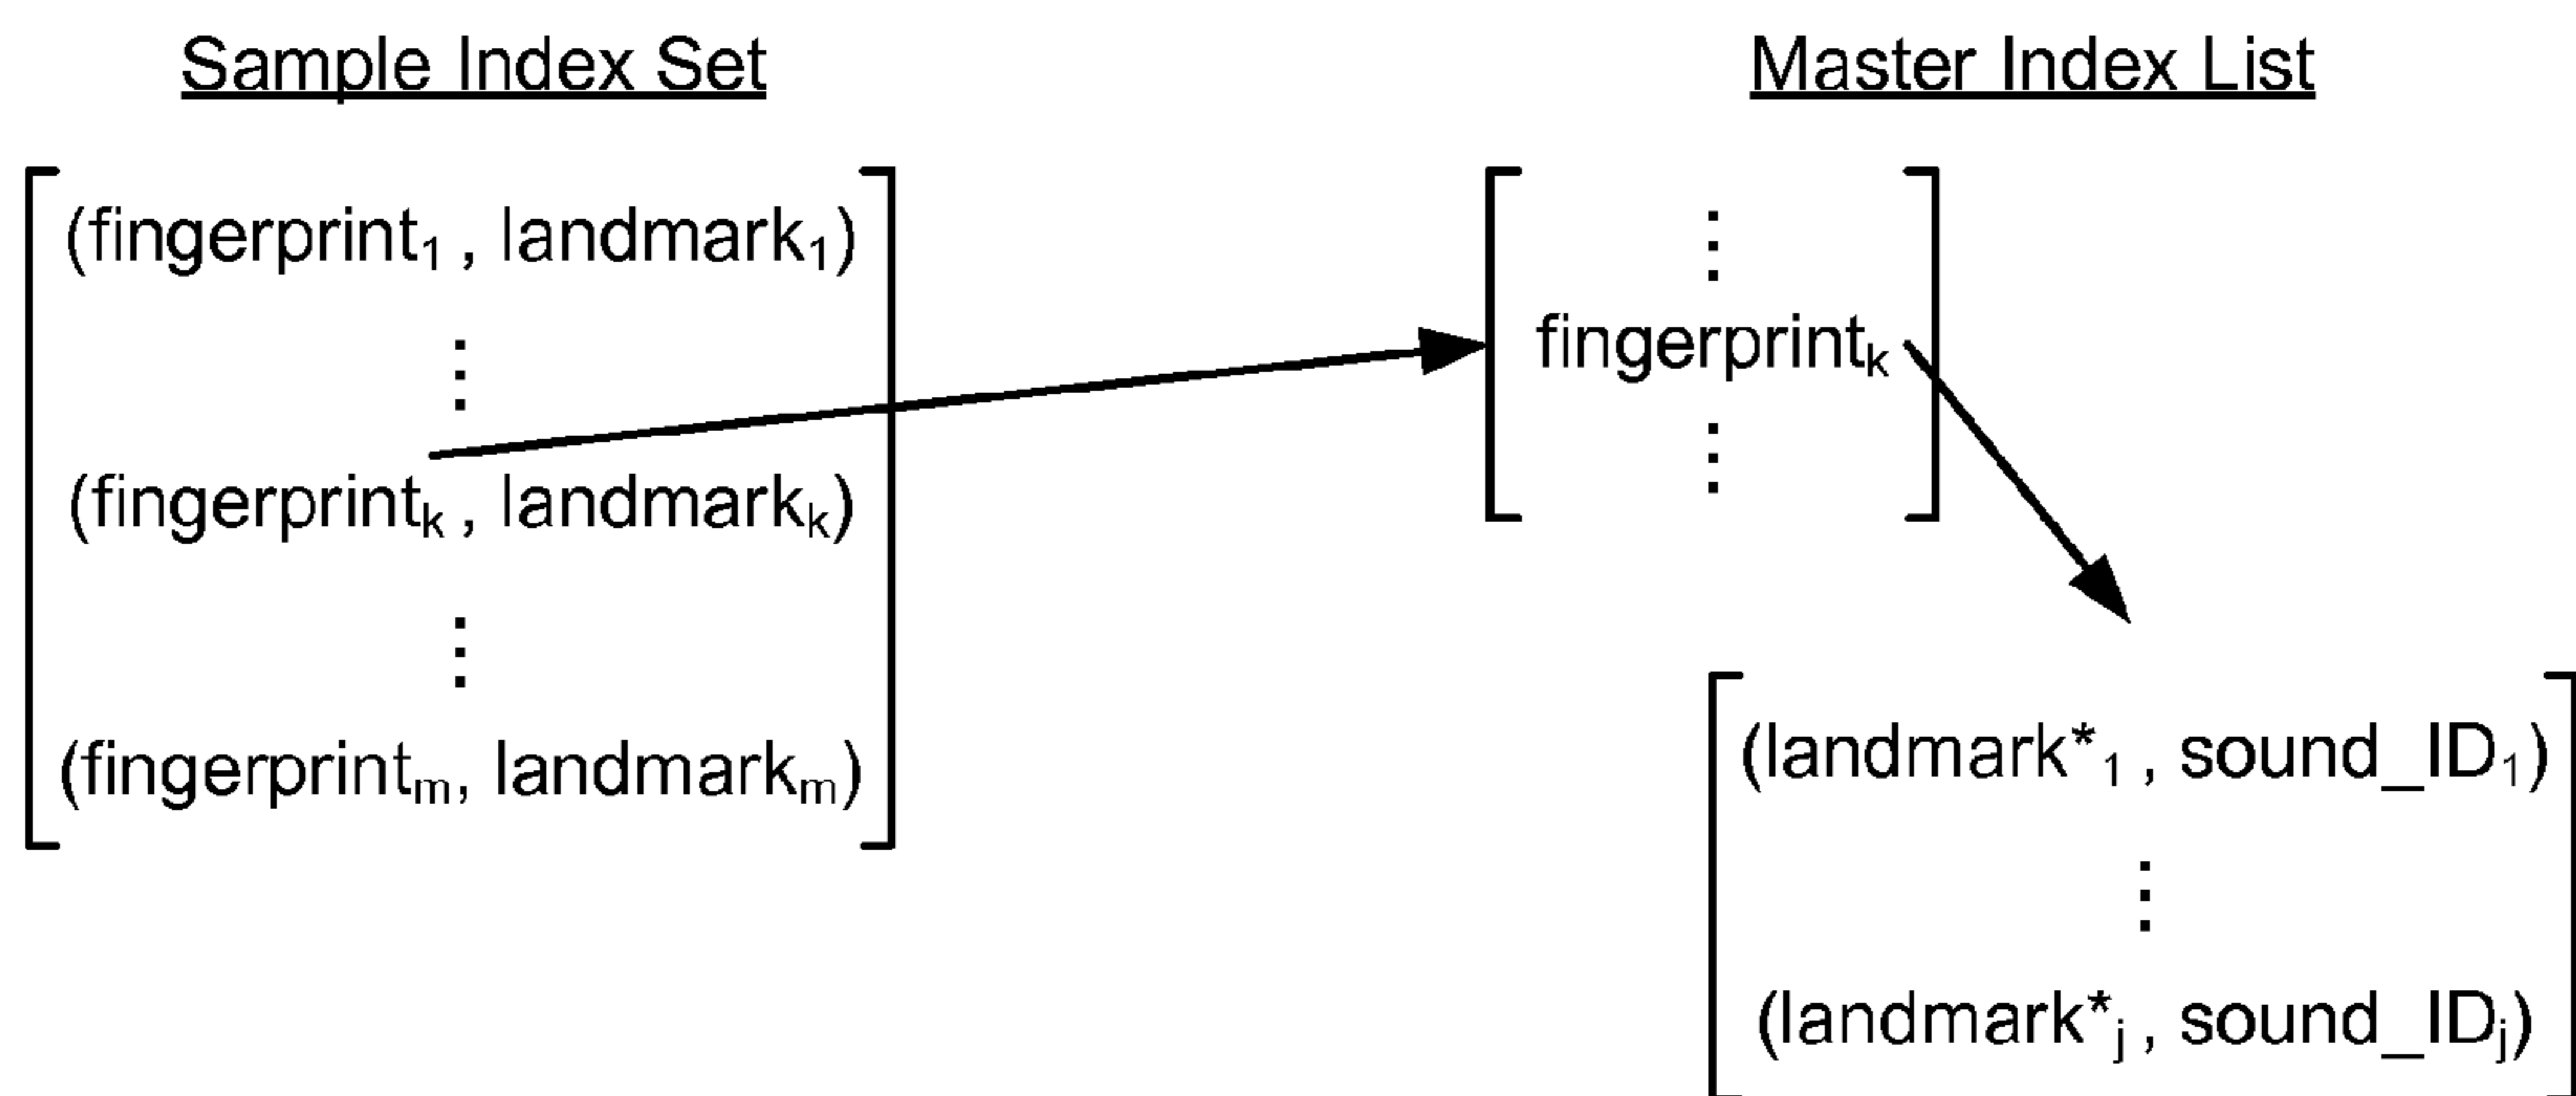 Sample Index Set
(fingerprint₁ , landmark₁)
⋮
(fingerprintₖ , landmarkₖ)
⋮
(fingerprintₘ, landmarkₘ)
Master Index List
⋮
fingerprintₖ
⋮
(landmark*₁ , sound_ID₁)
⋮
(landmark*ⱼ , sound_IDⱼ)